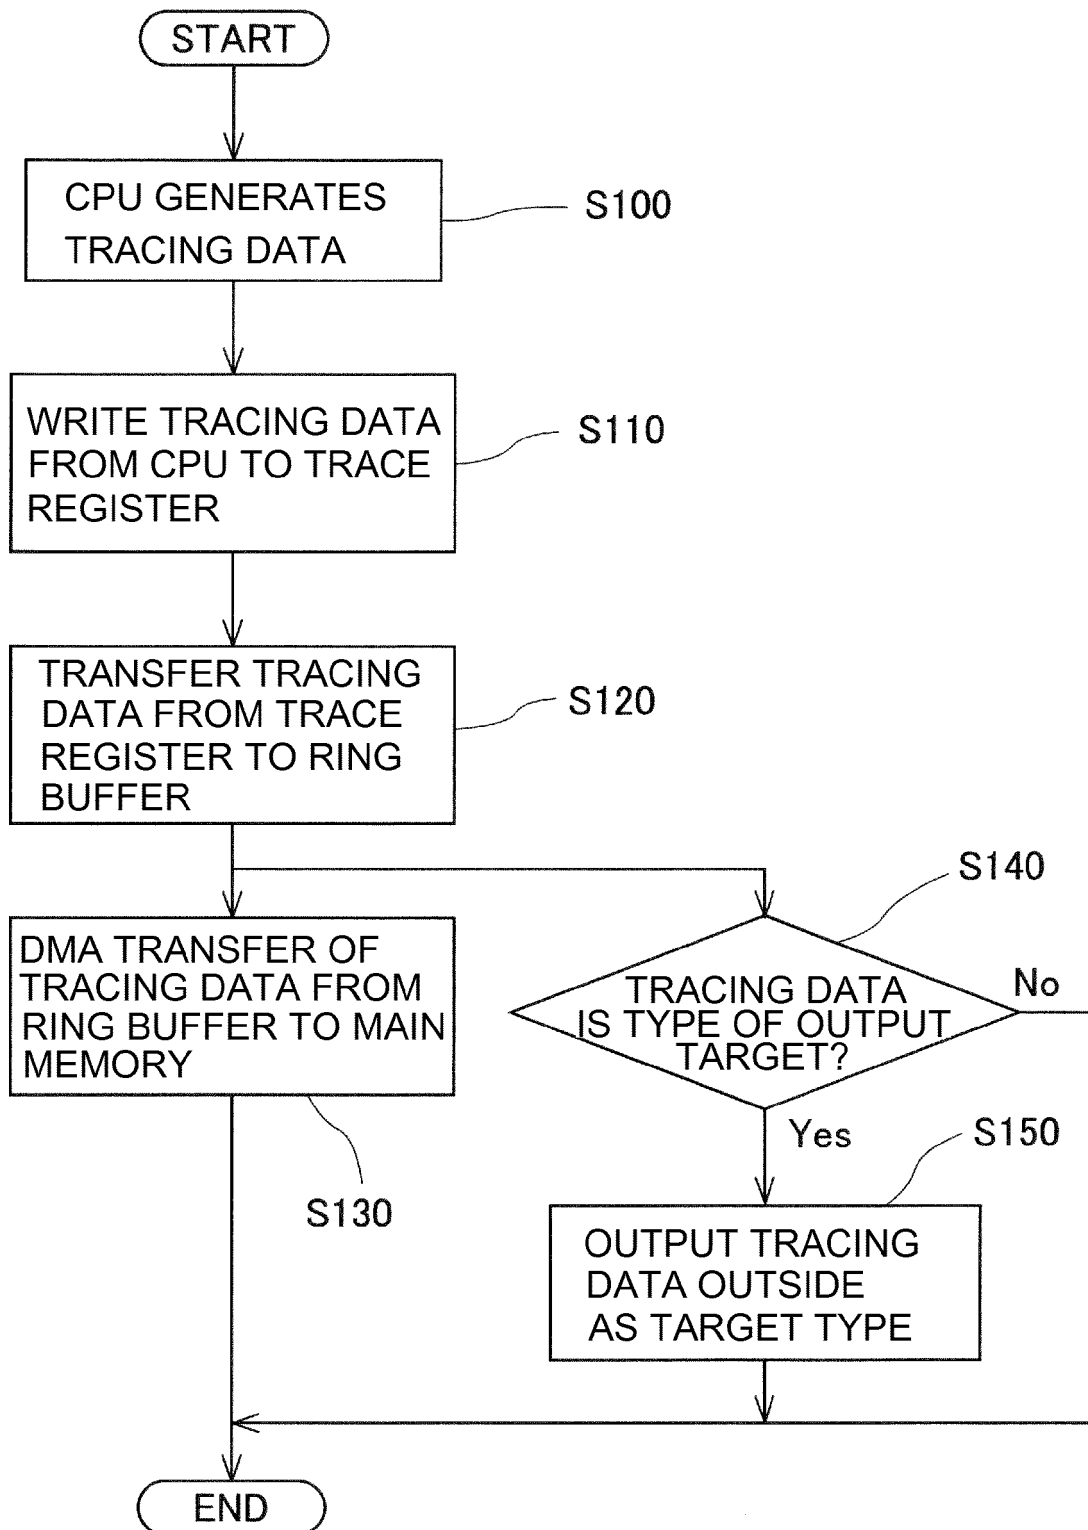 START
CPU GENERATES
TRACING DATA
S100
WRITE TRACING DATA
FROM CPU TO TRACE
REGISTER
S110
TRANSFER TRACING
DATA FROM TRACE
REGISTER TO RING
BUFFER
S120
DMA TRANSFER OF
TRACING DATA FROM
RING BUFFER TO MAIN
MEMORY
S130
S140
TRACING DATA
IS TYPE OF OUTPUT
TARGET?
No
Yes
S150
OUTPUT TRACING
DATA OUTSIDE
AS TARGET TYPE
END